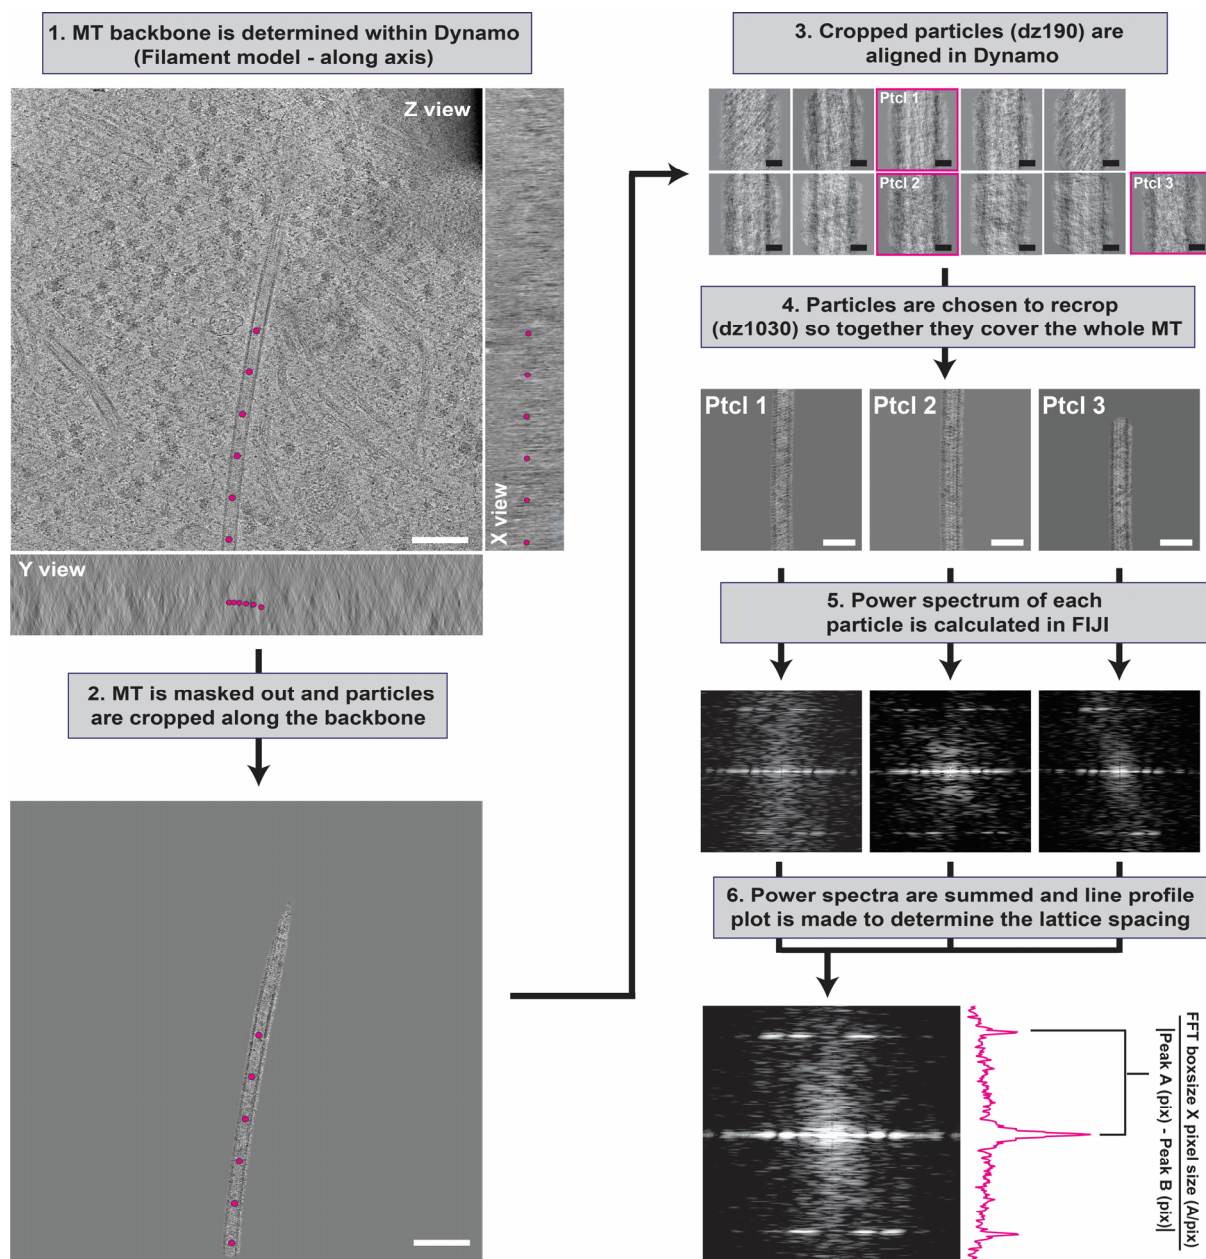 1. MT backbone is determined within Dynamo
(Filament model - along axis)
Z view
X view
Y view
2. MT is masked out and particles
are cropped along the backbone
3. Cropped particles (dz190) are
aligned in Dynamo
Ptcl 1
Ptcl 2
Ptcl 3
4. Particles are chosen to recrop
(dz1030) so together they cover the whole MT
Ptcl 1
Ptcl 2
Ptcl 3
5. Power spectrum of each
particle is calculated in FIJI
6. Power spectra are summed and line profile
plot is made to determine the lattice spacing
FFT boxsize X pixel size (A/pix)
|Peak A (pix) - Peak B (pix)|